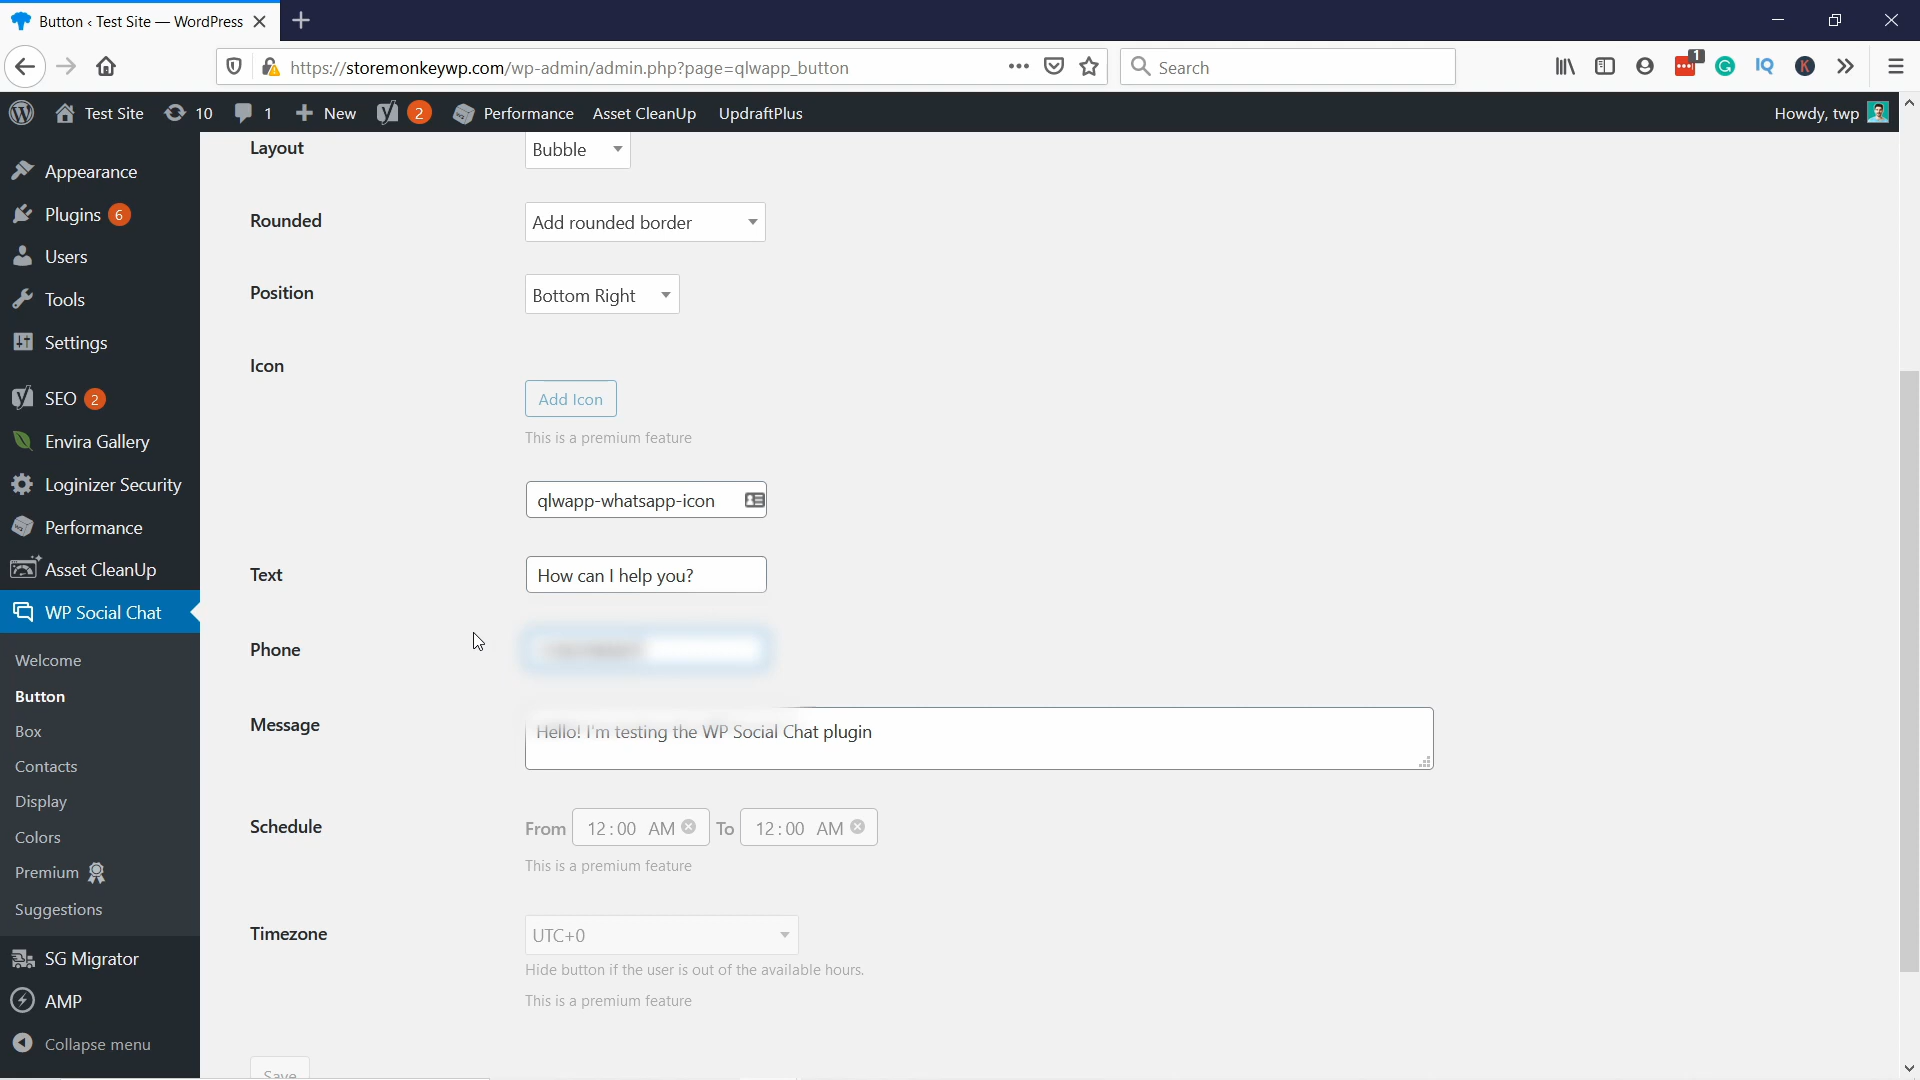 Button ‹ Test Site — WordPress
https://storemonkeywp.com/wp-admin/admin.php?page=qlwapp_button
Search
1
Test Site
10
1
New
2
Performance
Asset CleanUp
UpdraftPlus
Howdy, twp
Appearance
Plugins 6
Users
Tools
Settings
SEO 2
Envira Gallery
Loginizer Security
Performance
Asset CleanUp
WP Social Chat
Welcome
Button
Box
Contacts
Display
Colors
Premium
Suggestions
SG Migrator
AMP
Collapse menu
Layout
Bubble
Rounded
Add rounded border
Position
Bottom Right
Icon
Add Icon
This is a premium feature
qlwapp-whatsapp-icon
Text
How can I help you?
Phone
Message
Hello! I'm testing the WP Social Chat plugin
Schedule
From 12:00 AM To 12:00 AM
This is a premium feature
Timezone
UTC+0
Hide button if the user is out of the available hours.
This is a premium feature
Save